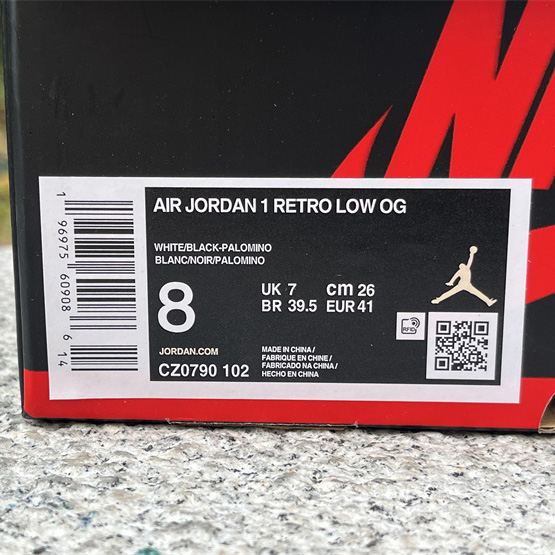 1 96975 60908 6 14
AIR JORDAN 1 RETRO LOW OG
WHITE/BLACK-PALOMINO
BLANC/NOIR/PALOMINO
8
UK 7 cm 26
BR 39.5 EUR 41
JORDAN.COM
CZ0790 102
MADE IN CHINA /
FABRIQUE EN CHINE /
FABRICADO NA CHINA /
HECHO EN CHINA
RFID